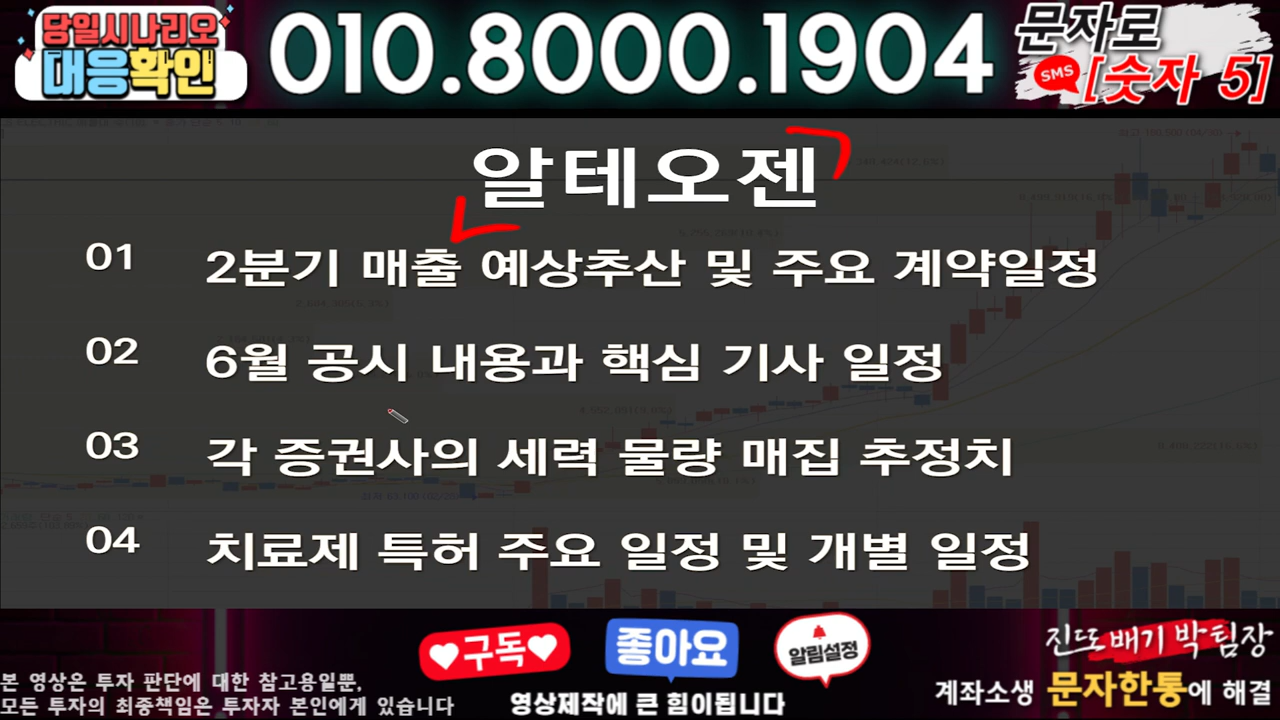 당일시나리오
대응확인
010.8000.1904
문자로
SMS
[숫자 5]
알테오젠
01
2분기 매출 예상추산 및 주요 계약일정
02
6월 공시 내용과 핵심 기사 일정
03
각 증권사의 세력 물량 매집 추정치
04
치료제 특허 주요 일정 및 개별 일정
구독
좋아요
알림설정
영상제작에 큰 힘이됩니다
본 영상은 투자 판단에 대한 참고용일뿐,
모든 투자의 최종책임은 투자자 본인에게 있습니다
진또배기 박팀장
계좌소생 문자한통에 해결